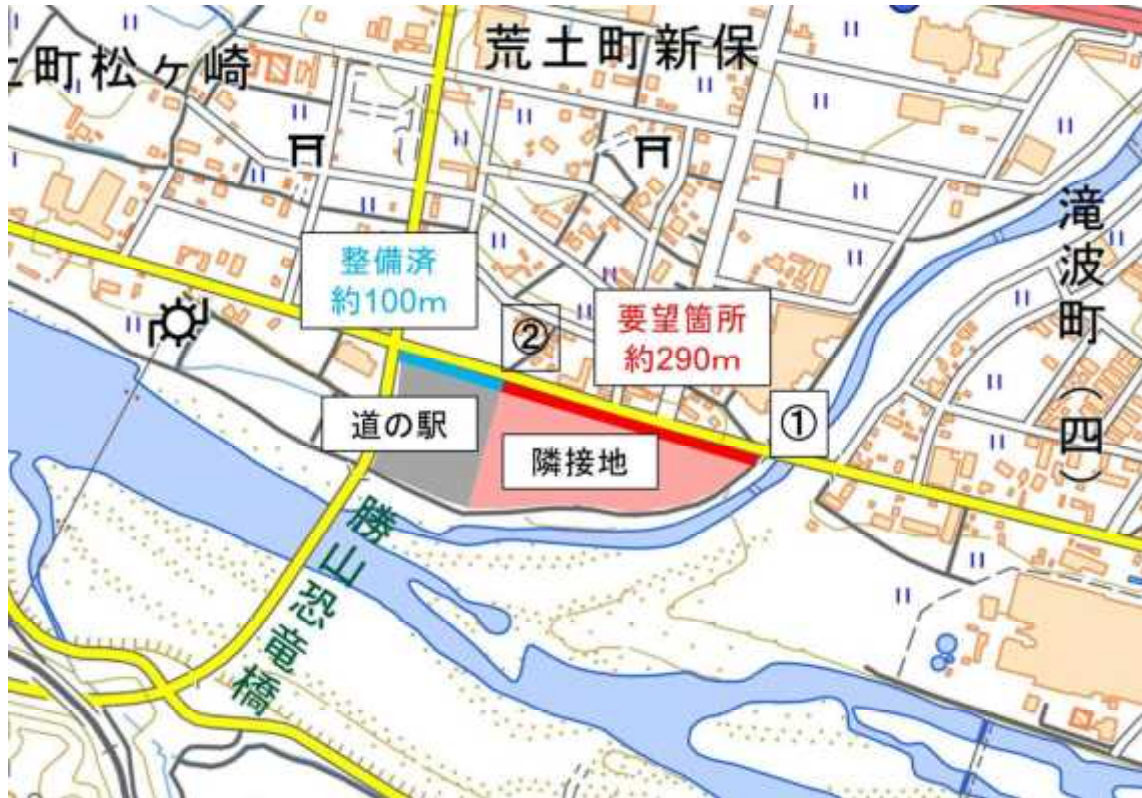 荒土町新保
土町松ヶ崎
滝波町(四)
整備済
約100m
②
要望箇所
約290m
①
道の駅
隣接地
勝山恐竜橋